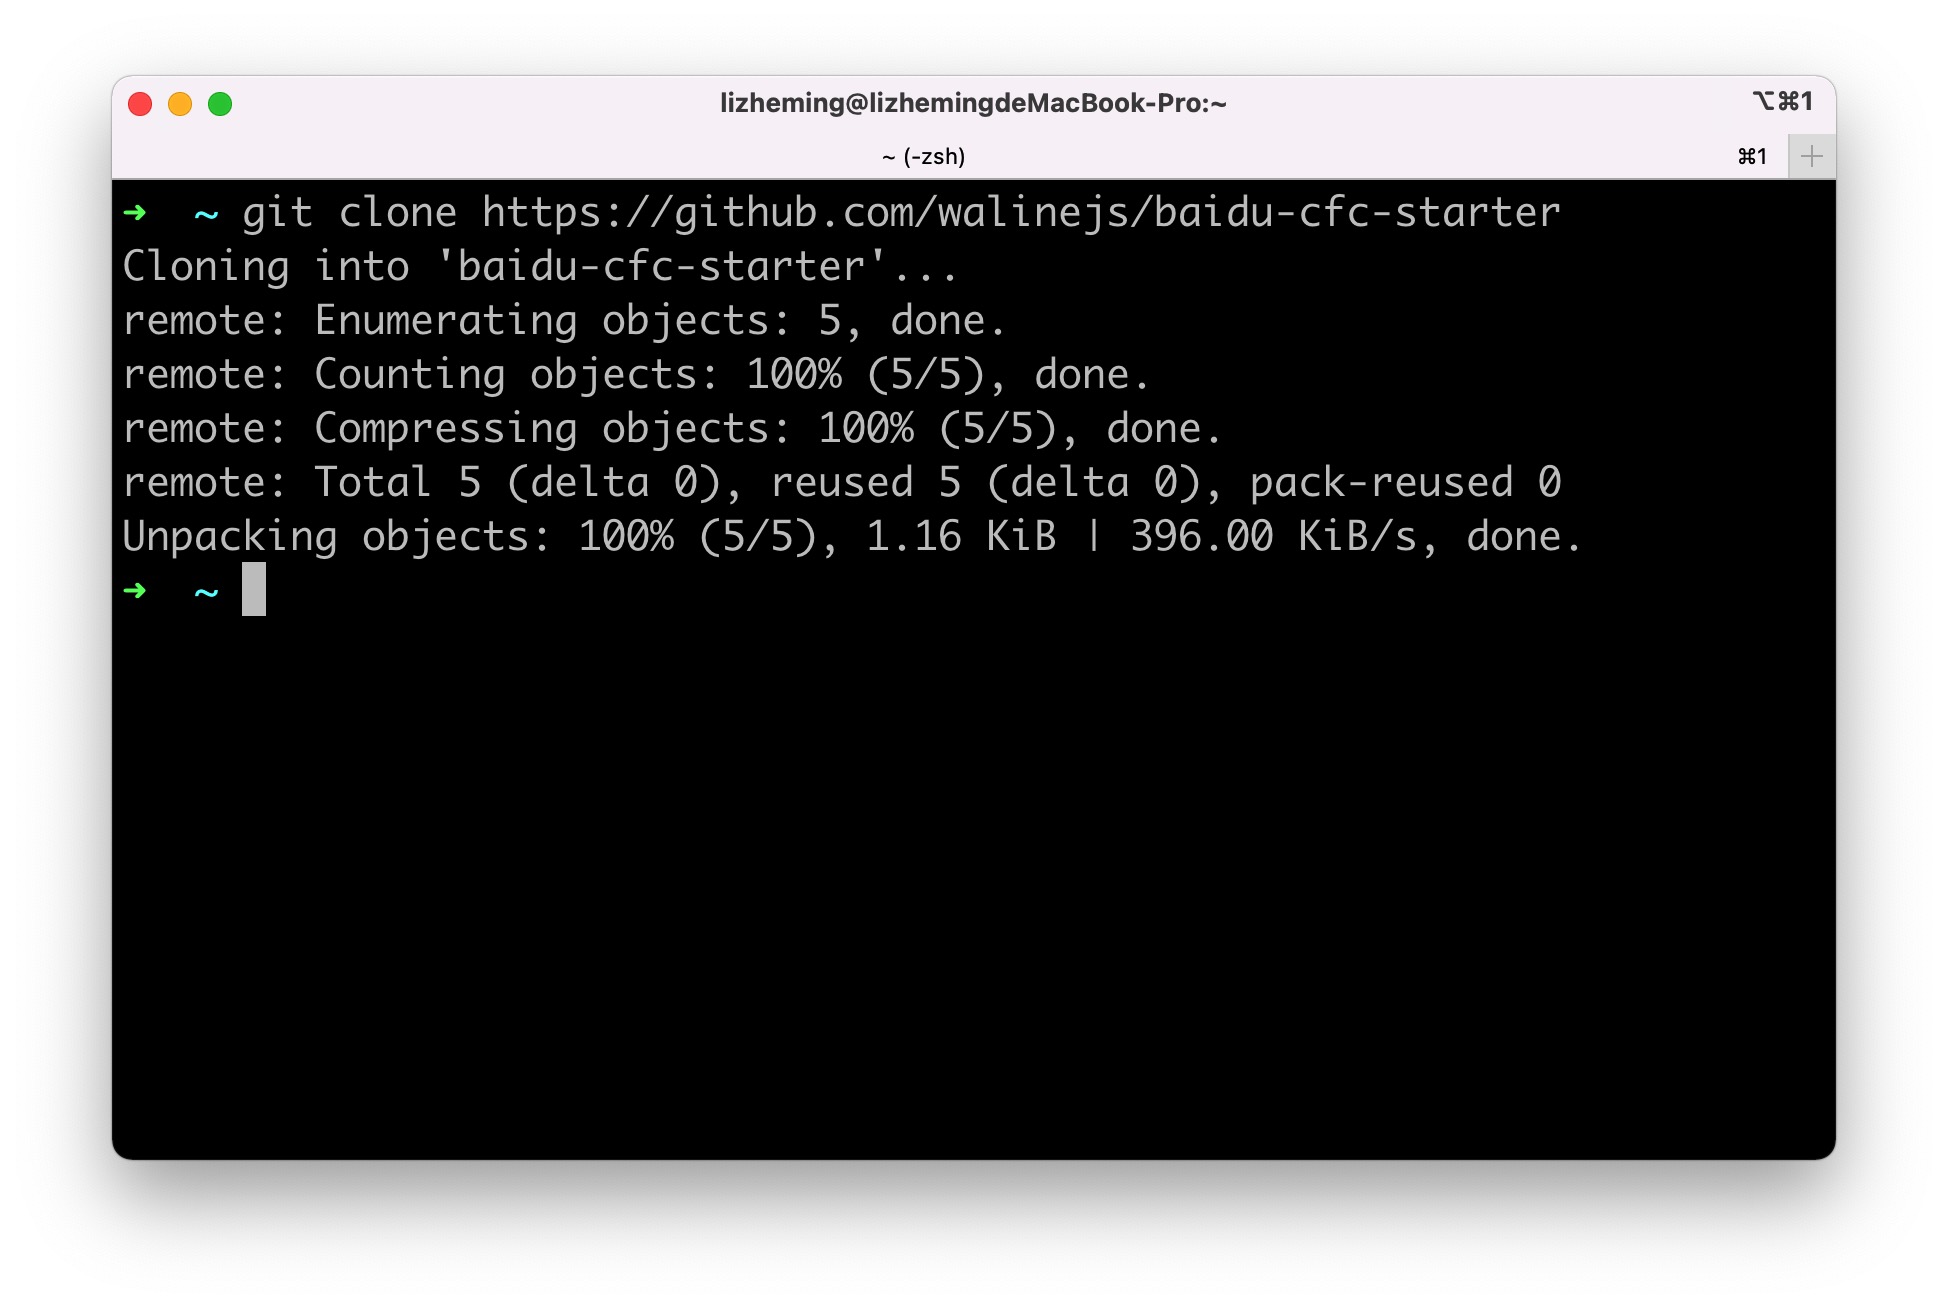 lizheming@lizhemingdeMacBook-Pro:~
⌥⌘1
~ (-zsh)
⌘1
➜  ~ git clone https://github.com/walinejs/baidu-cfc-starter
Cloning into 'baidu-cfc-starter'...
remote: Enumerating objects: 5, done.
remote: Counting objects: 100% (5/5), done.
remote: Compressing objects: 100% (5/5), done.
remote: Total 5 (delta 0), reused 5 (delta 0), pack-reused 0
Unpacking objects: 100% (5/5), 1.16 KiB | 396.00 KiB/s, done.
➜  ~